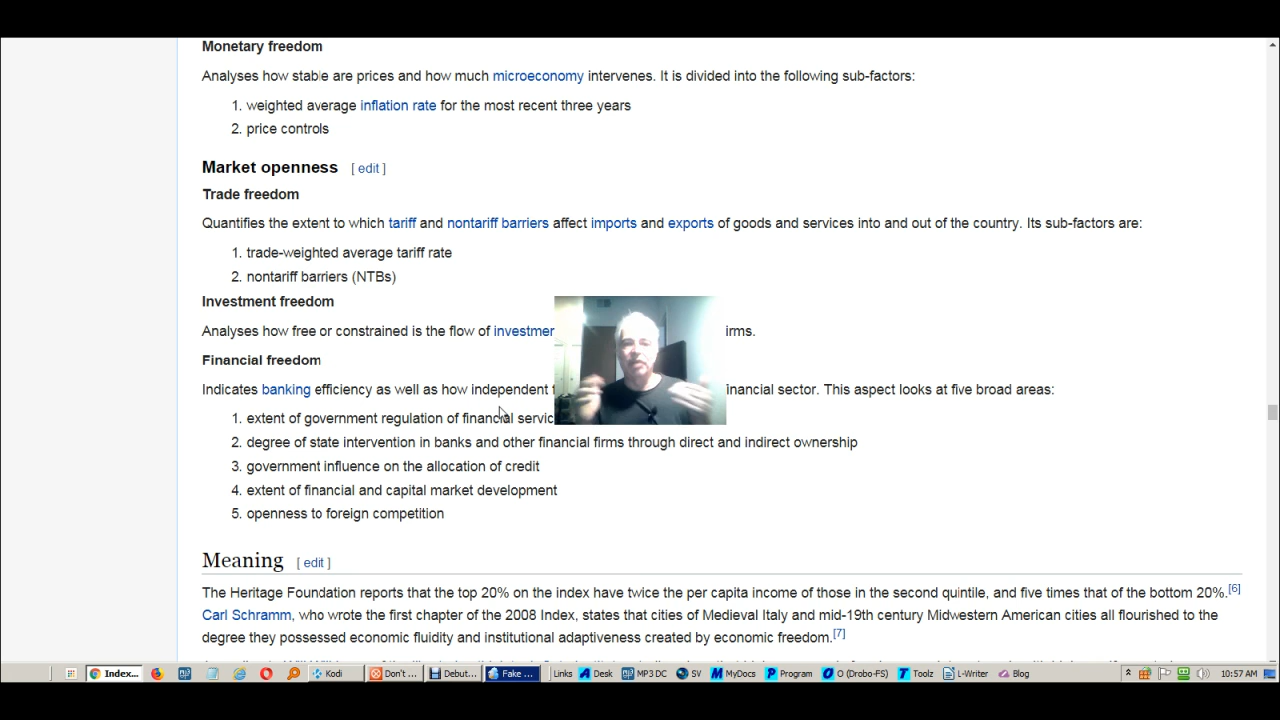 Monetary freedom
Analyses how stable are prices and how much microeconomy intervenes. It is divided into the following sub-factors:
1. weighted average inflation rate for the most recent three years
2. price controls
Market openness [ edit ]
Trade freedom
Quantifies the extent to which tariff and nontariff barriers affect imports and exports of goods and services into and out of the country. Its sub-factors are:
1. trade-weighted average tariff rate
2. nontariff barriers (NTBs)
Investment freedom
Analyses how free or constrained is the flow of investmen irms.
Financial freedom
Indicates banking efficiency as well as how independent inancial sector. This aspect looks at five broad areas:
1. extent of government regulation of financial servic
2. degree of state intervention in banks and other financial firms through direct and indirect ownership
3. government influence on the allocation of credit
4. extent of financial and capital market development
5. openness to foreign competition
Meaning [ edit ]
The Heritage Foundation reports that the top 20% on the index have twice the per capita income of those in the second quintile, and five times that of the bottom 20%.[6]
Carl Schramm, who wrote the first chapter of the 2008 Index, states that cities of Medieval Italy and mid-19th century Midwestern American cities all flourished to the
degree they possessed economic fluidity and institutional adaptiveness created by economic freedom.[7]
Index... Kodi Don't ... Debut... Fake ... Links Desk MP3 DC SV MyDocs Program O (Drobo-FS) Toolz L-Writer Blog 10:57 AM